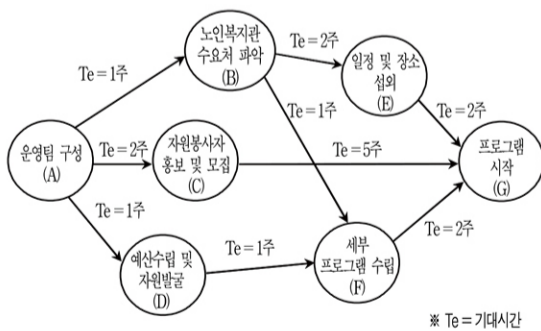 노인복지관
수요처 파악
(B)
Te=2주
일정 및 장소
섭외
(E)
Te=1주
Te=1주
Te=2주
운영팀 구성
(A)
Te=2주
자원봉사자
홍보 및 모집
(C)
Te=5주
프로그램
시작
(G)
Te=1주
Te=1주
Te=2주
예산수립 및
자원발굴
(D)
세부
프로그램 수립
(F)
※ Te=기대시간